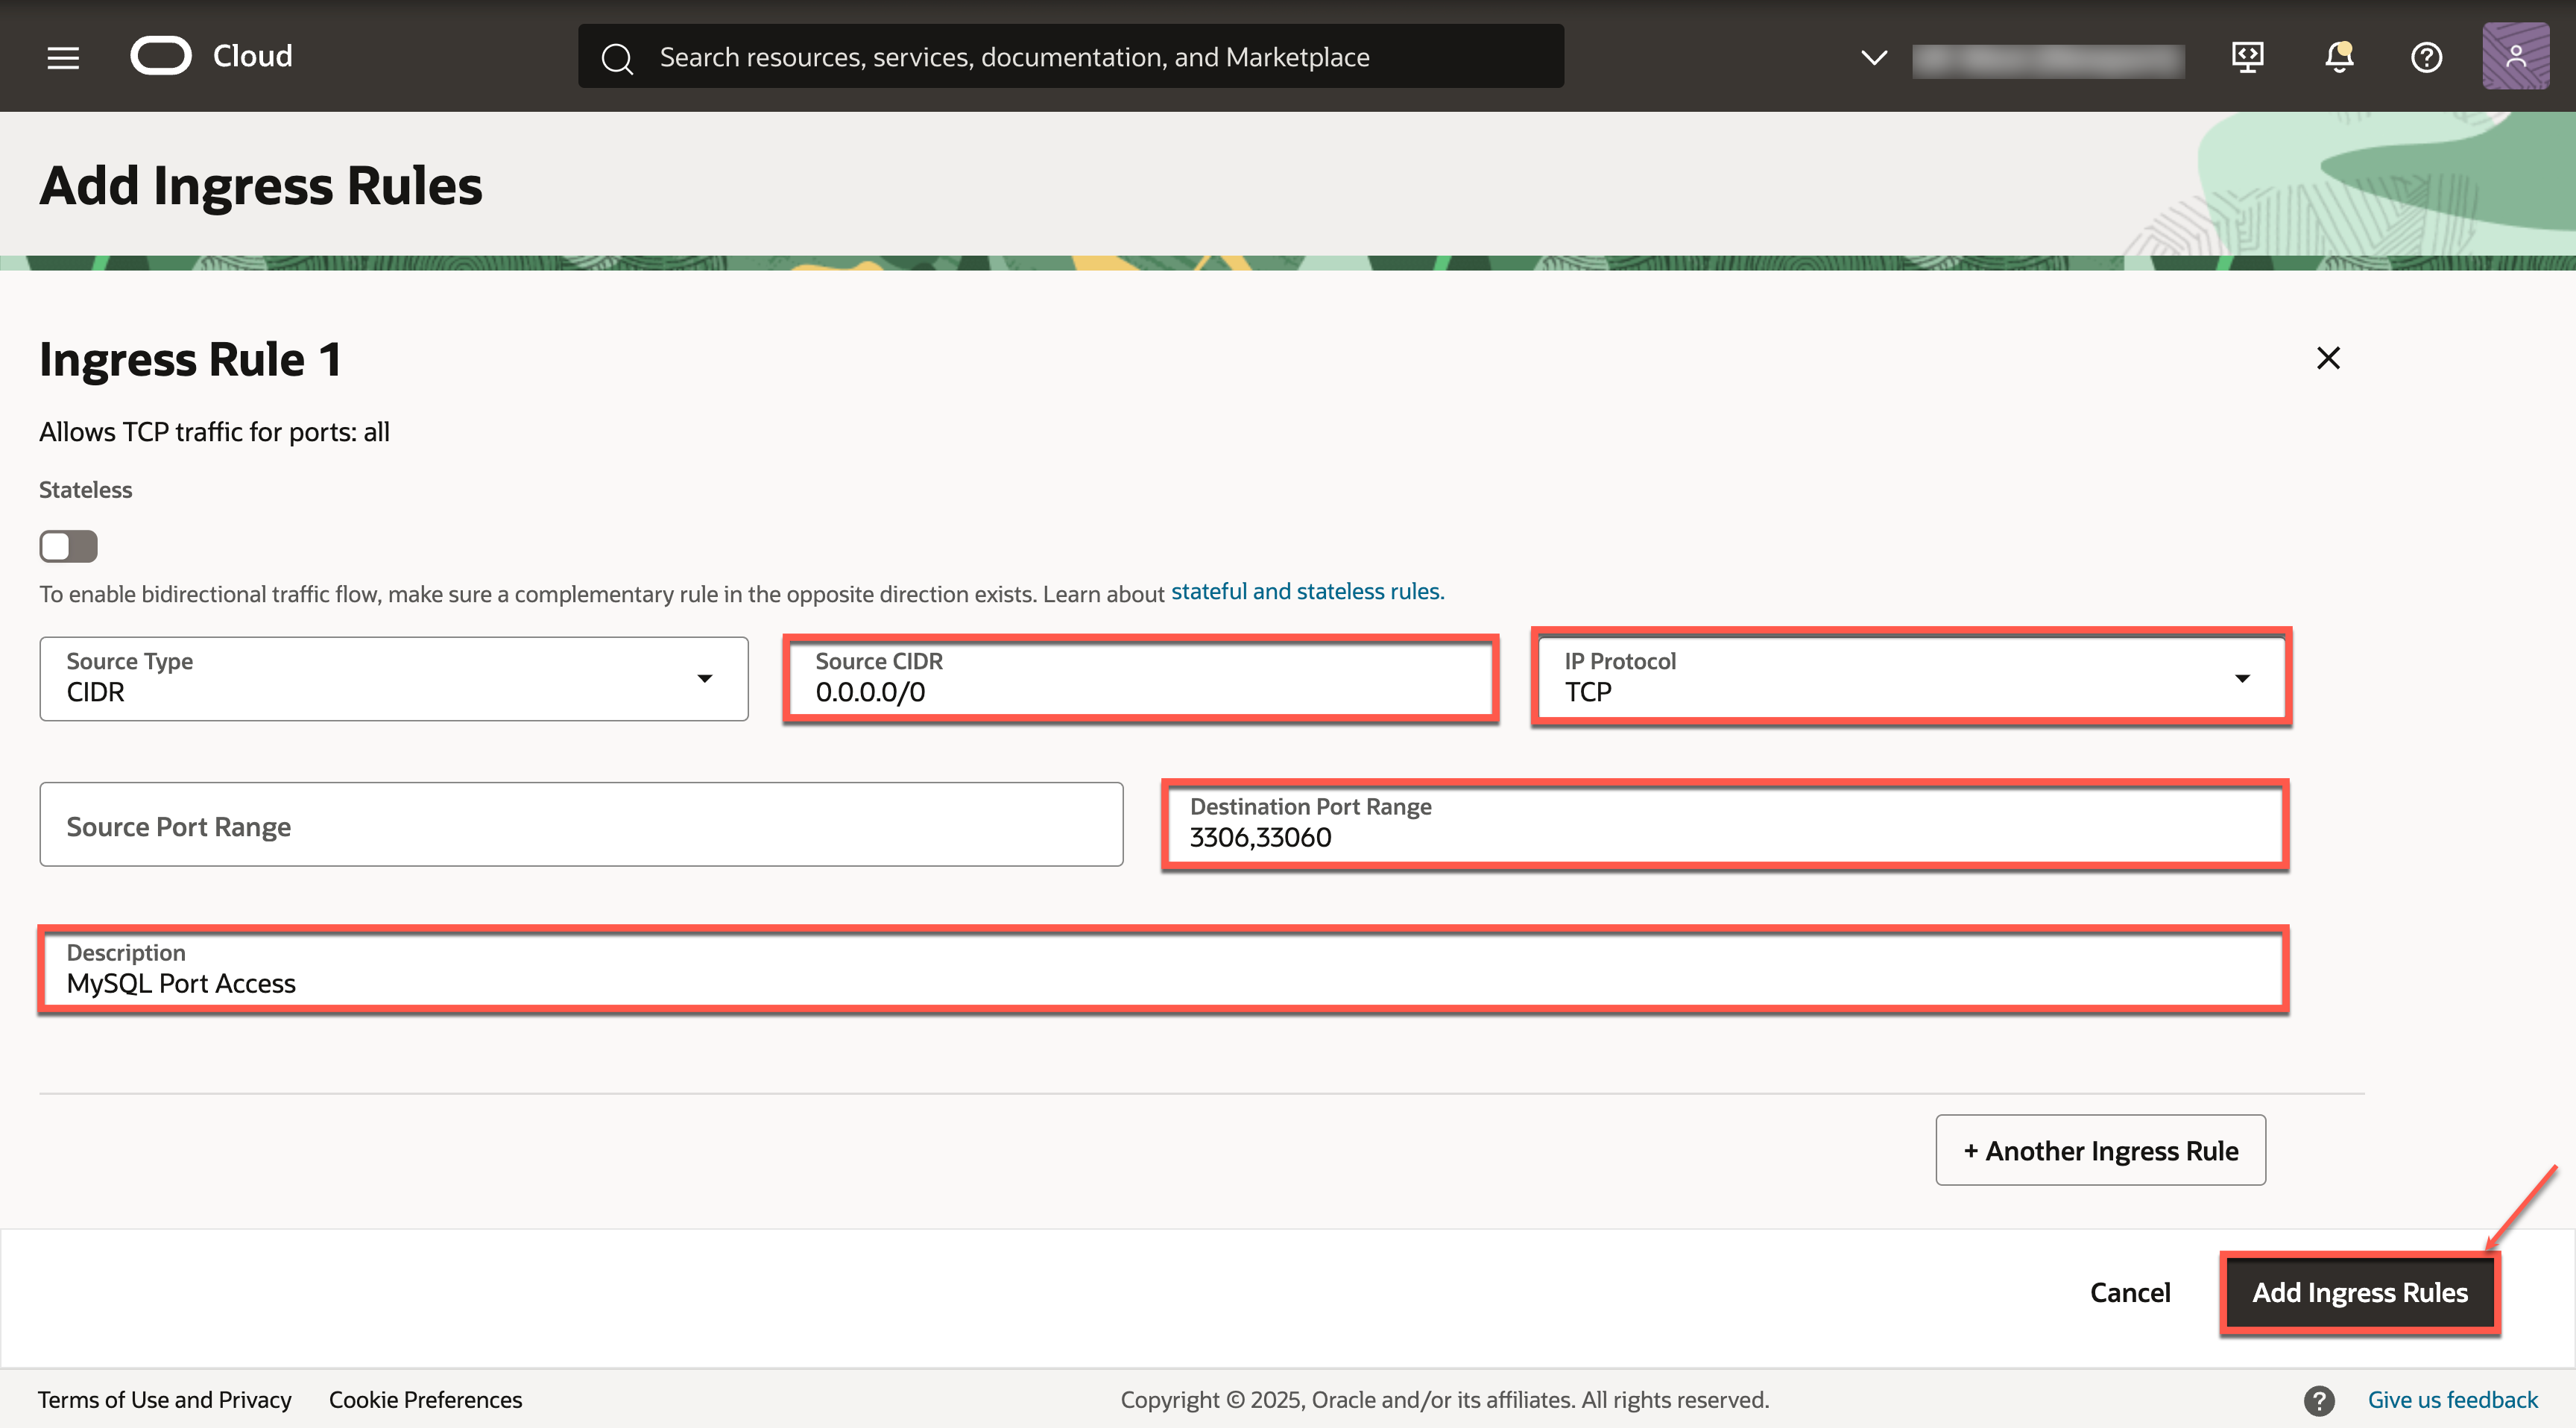 Cloud
Search resources, services, documentation, and Marketplace
Add Ingress Rules
Ingress Rule 1
Allows TCP traffic for ports: all
Stateless
To enable bidirectional traffic flow, make sure a complementary rule in the opposite direction exists. Learn about stateful and stateless rules.
Source Type
CIDR
Source CIDR
0.0.0.0/0
IP Protocol
TCP
Source Port Range
Destination Port Range
3306,33060
Description
MySQL Port Access
+ Another Ingress Rule
Cancel
Add Ingress Rules
Terms of Use and Privacy
Cookie Preferences
Copyright © 2025, Oracle and/or its affiliates. All rights reserved.
Give us feedback